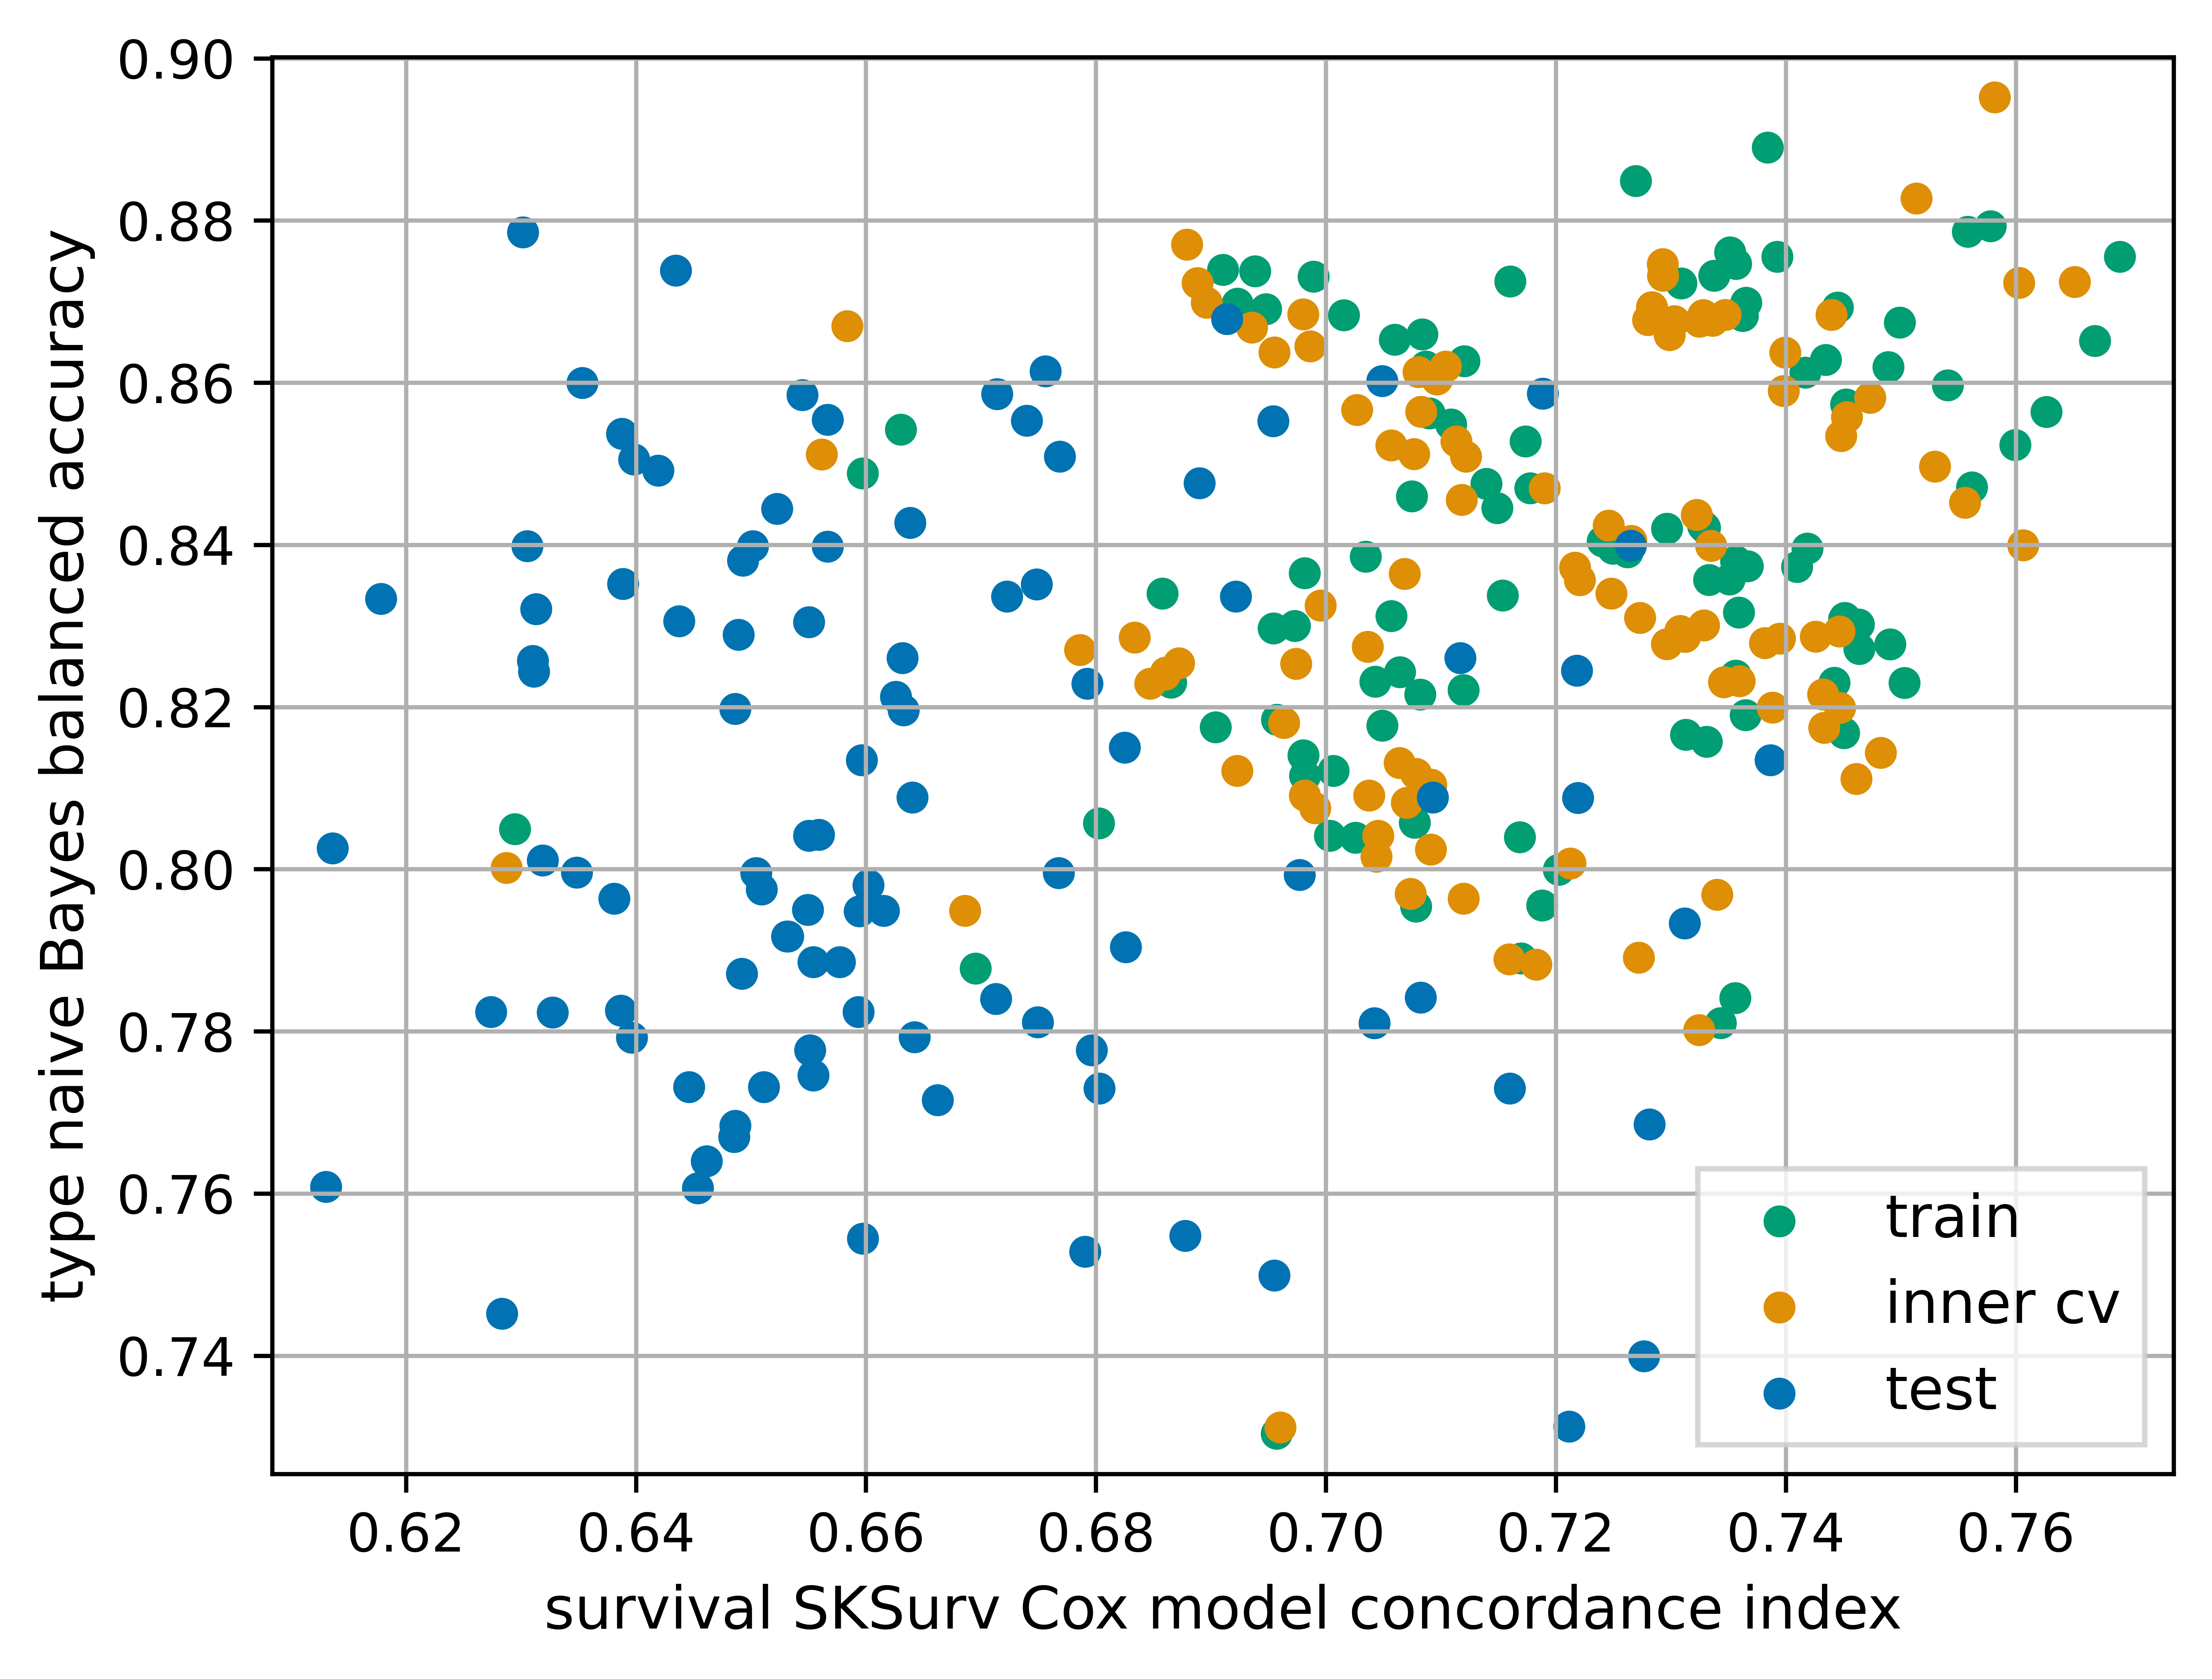 type naive Bayes balanced accuracy
0.90
0.88
0.86
0.84
0.82
0.80
0.78
0.76
0.74
train
inner cv
test
0.62 0.64 0.66 0.68 0.70 0.72 0.74 0.76
survival SKSurv Cox model concordance index